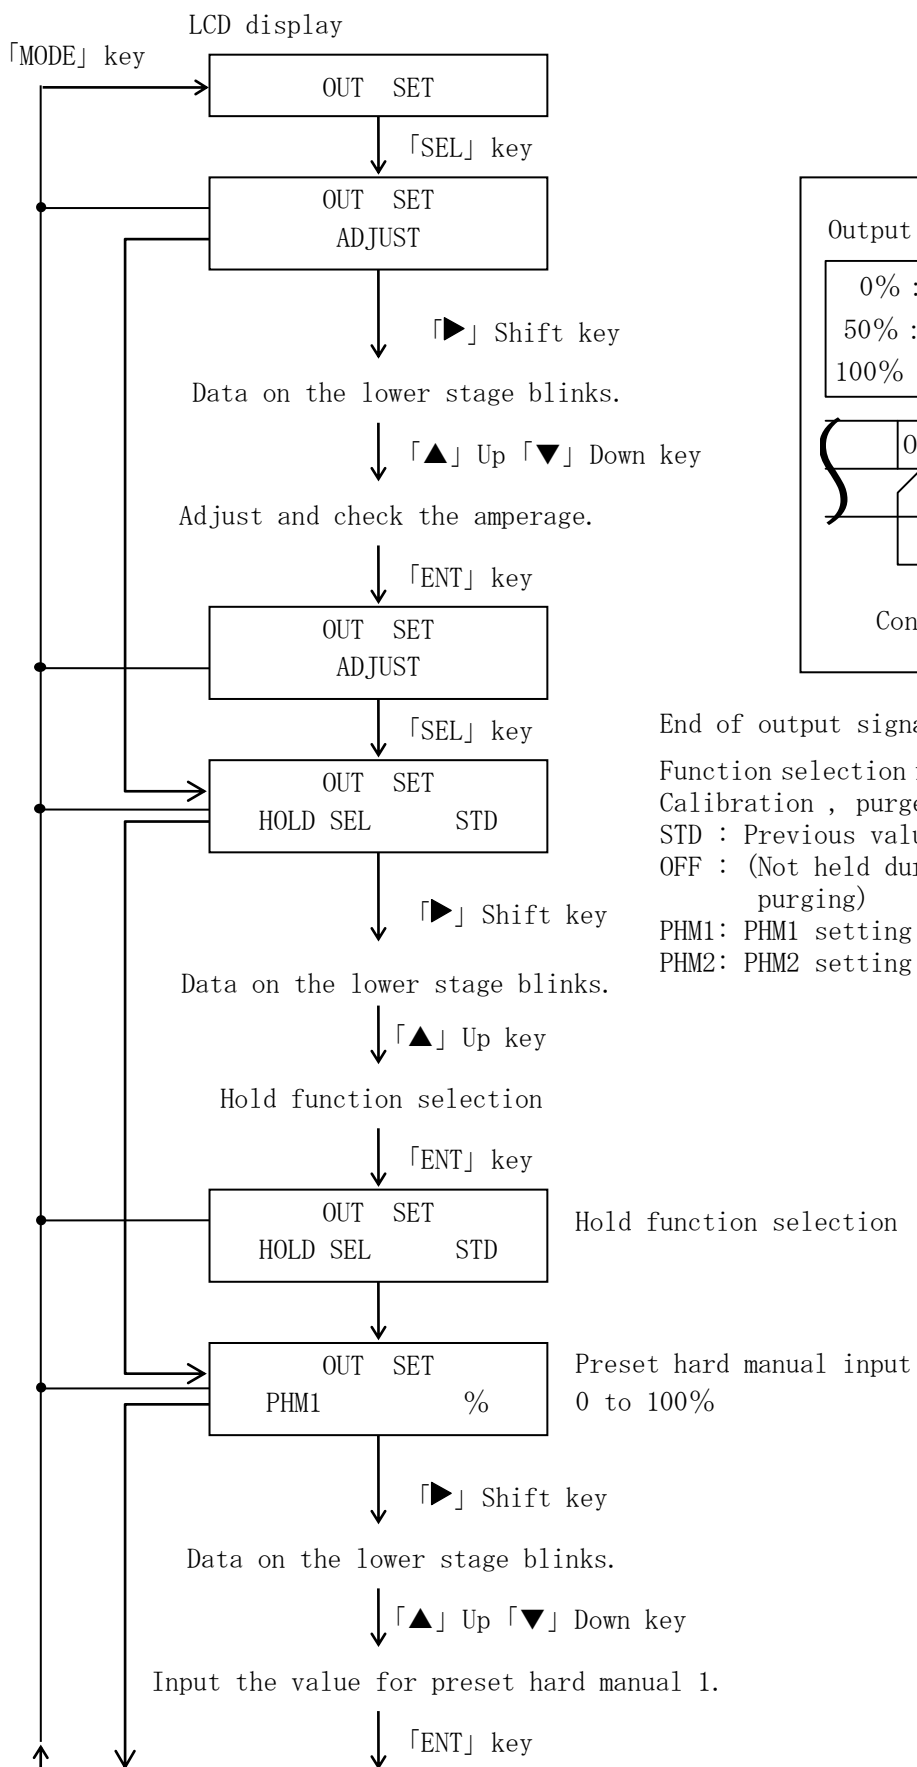 LCD display
「MODE」 key
OUT SET
「SEL」 key
OUT SET
ADJUST
「▶」 Shift key
Data on the lower stage blinks.
「▲」 Up 「▼」 Down key
Adjust and check the amperage.
「ENT」 key
OUT SET
ADJUST
「SEL」 key
OUT SET
HOLD SEL STD
「▶」 Shift key
Data on the lower stage blinks.
「▲」 Up key
Hold function selection
「ENT」 key
OUT SET
HOLD SEL STD
Hold function selection
OUT SET
PHM1 %
Preset hard manual input
0 to 100%
「▶」 Shift key
Data on the lower stage blinks.
「▲」 Up 「▼」 Down key
Input the value for preset hard manual 1.
「ENT」 key
Output
0% :
50% :
100%
End of output
Function selection
Calibration , purge
STD : Previous
OFF : (Not held
purging)
PHM1: PHM1 setting
PHM2: PHM2 setting